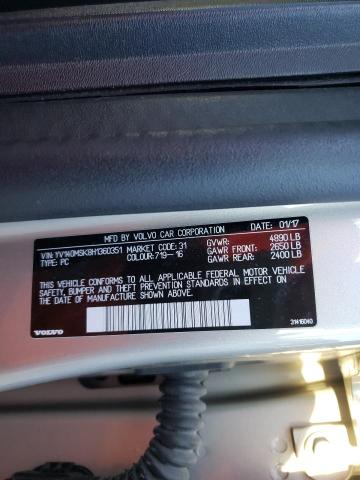 MFD BY VOLVO CAR CORPORATION DATE: 01/17
VIN: YV140MSK8H1360351 MARKET CODE: 31 GVWR: 4890 LB
TYPE: PC COLOUR: 719-16 GAWR FRONT: 2650 LB
GAWR REAR: 2400 LB
THIS VEHICLE CONFORMS TO ALL APPLICABLE FEDERAL MOTOR VEHICLE
SAFETY, BUMPER AND THEFT PREVENTION STANDARDS IN EFFECT ON
THE DATE OF MANUFACTURE SHOWN ABOVE.
VOLVO
31416040